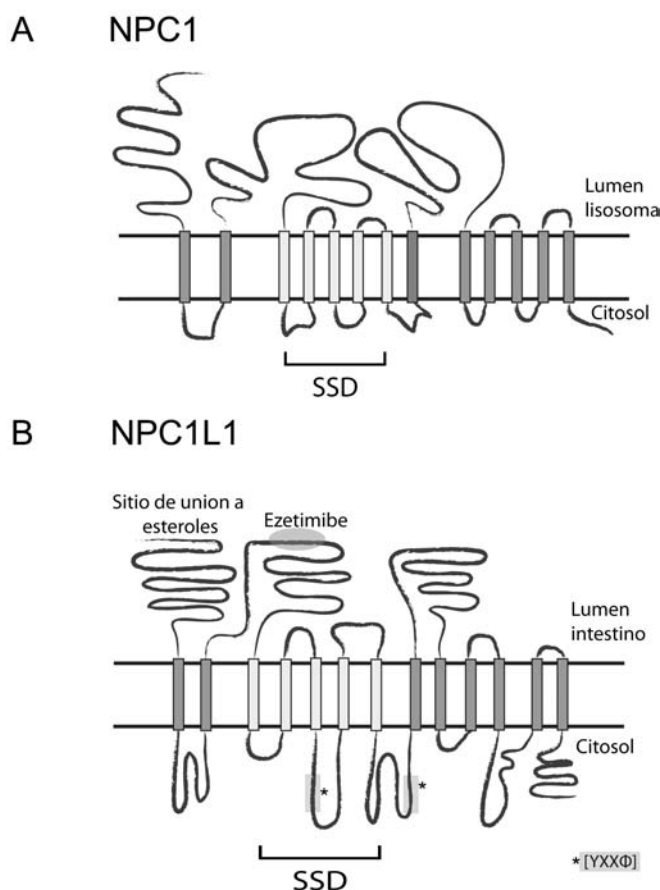 A NPC1
Lumen
lisosoma
Citosol
SSD
B NPC1L1
Sitio de union a
esteroles
Ezetimibe
Lumen
intestino
Citosol
*
*
SSD
* [YXXΦ]